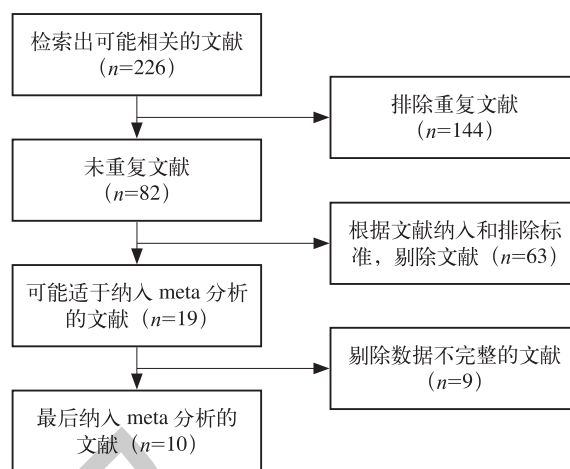 检索出可能相关的文献
（n=226）
排除重复文献
（n=144）
未重复文献
（n=82）
根据文献纳入和排除标
准，剔除文献（n=63）
可能适于纳入 meta 分析
的文献（n=19）
剔除数据不完整的文献
（n=9）
最后纳入 meta 分析的
文献（n=10）